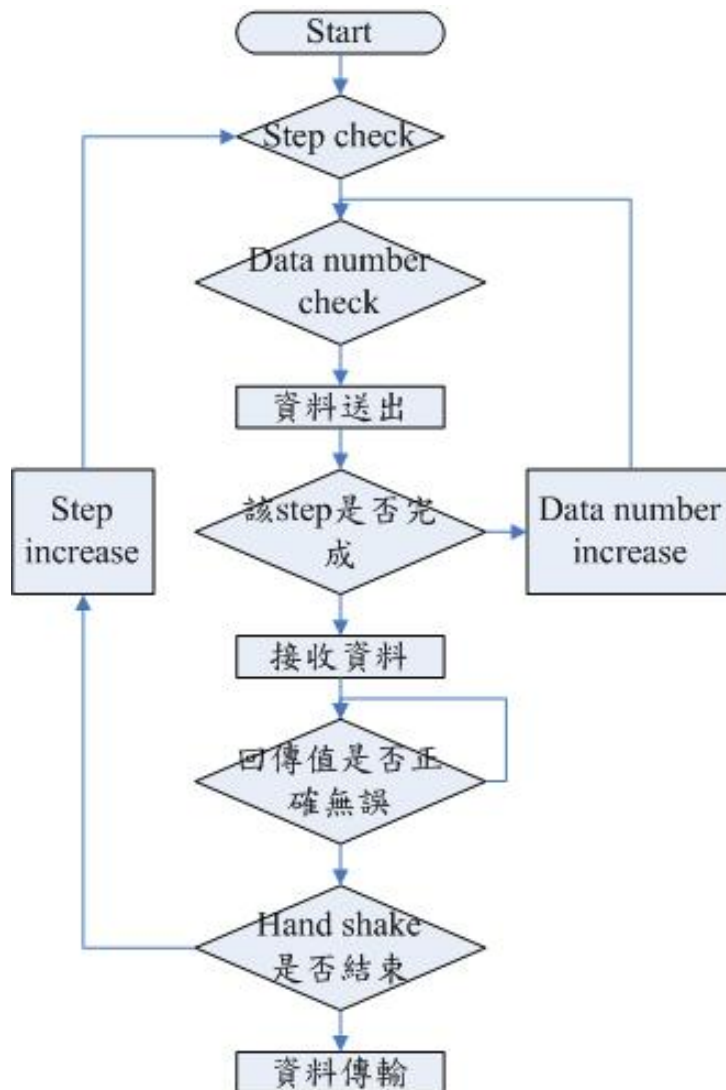 Start
Step check
Data number
check
資料送出
該step是否完
成
Step
increase
Data number
increase
接收資料
回傳值是否正
確無誤
Hand shake
是否結束
資料傳輸